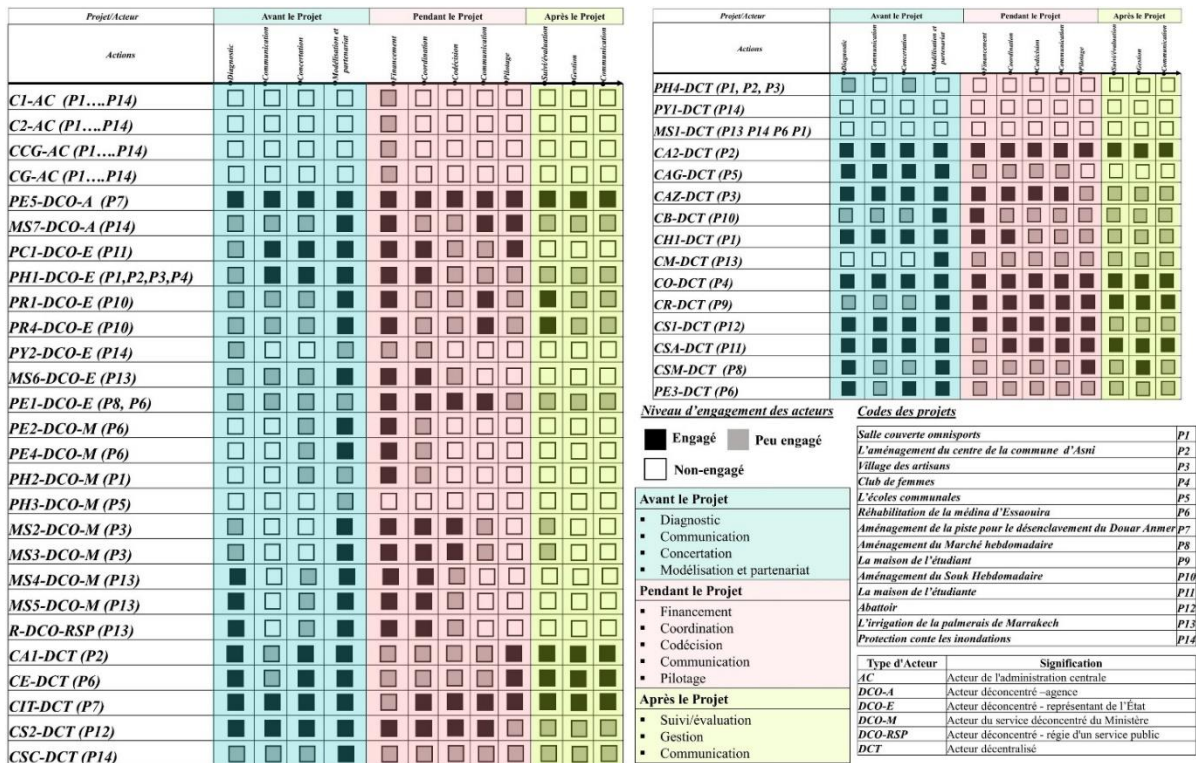 Projet/Acteur Avant le Projet Pendant le Projet Après le Projet
Actions Diagnostic Communication Concertation Modélisation et partenariat Financement Coordination Codécision Communication Pilotage Suivi/évaluation Gestion Communication
C1-AC (P1….P14)
C2-AC (P1….P14)
CCG-AC (P1….P14)
CG-AC (P1….P14)
PE5-DCO-A (P7)
MS7-DCO-A (P14)
PC1-DCO-E (P11)
PH1-DCO-E (P1,P2,P3,P4)
PR1-DCO-E (P10)
PR4-DCO-E (P10)
PY2-DCO-E (P14)
MS6-DCO-E (P13)
PE1-DCO-E (P8, P6)
PE2-DCO-M (P6)
PE4-DCO-M (P6)
PH2-DCO-M (P1)
PH3-DCO-M (P5)
MS2-DCO-M (P3)
MS3-DCO-M (P3)
MS4-DCO-M (P13)
MS5-DCO-M (P13)
R-DCO-RSP (P13)
CA1-DCT (P2)
CE-DCT (P6)
CIT-DCT (P7)
CS2-DCT (P12)
CSC-DCT (P14)
Projet/Acteur Avant le Projet Pendant le Projet Après le Projet
Actions Diagnostic Communication Concertation Modélisation et partenariat Financement Coordination Codécision Communication Pilotage Suivi/évaluation Gestion Communication
PH4-DCT (P1, P2, P3)
PY1-DCT (P14)
MS1-DCT (P13 P14 P6 P1)
CA2-DCT (P2)
CAG-DCT (P5)
CAZ-DCT (P3)
CB-DCT (P10)
CH1-DCT (P1)
CM-DCT (P13)
CO-DCT (P4)
CR-DCT (P9)
CS1-DCT (P12)
CSA-DCT (P11)
CSM-DCT (P8)
PE3-DCT (P6)
Niveau d'engagement des acteurs
Engagé Peu engagé
Non-engagé
Avant le Projet
▪ Diagnostic
▪ Communication
▪ Concertation
▪ Modélisation et partenariat
Pendant le Projet
▪ Financement
▪ Coordination
▪ Codécision
▪ Communication
▪ Pilotage
Après le Projet
▪ Suivi/évaluation
▪ Gestion
▪ Communication
Codes des projets
Salle couverte omnisports P1
L'aménagement du centre de la commune d'Asni P2
Village des artisans P3
Club de femmes P4
L'écoles communales P5
Réhabilitation de la médina d'Essaouira P6
Aménagement de la piste pour le désenclavement du Douar Anmer P7
Aménagement du Marché hebdomadaire P8
La maison de l'étudiant P9
Aménagement du Souk Hebdomadaire P10
La maison de l'étudiante P11
Abattoir P12
L'irrigation de la palmerais de Marrakech P13
Protection conte les inondations P14
Type d'Acteur Signification
AC Acteur de l'administration centrale
DCO-A Acteur déconcentré –agence
DCO-E Acteur déconcentré - représentant de l'État
DCO-M Acteur du service déconcentré du Ministère
DCO-RSP Acteur déconcentré - régie d'un service public
DCT Acteur décentralisé